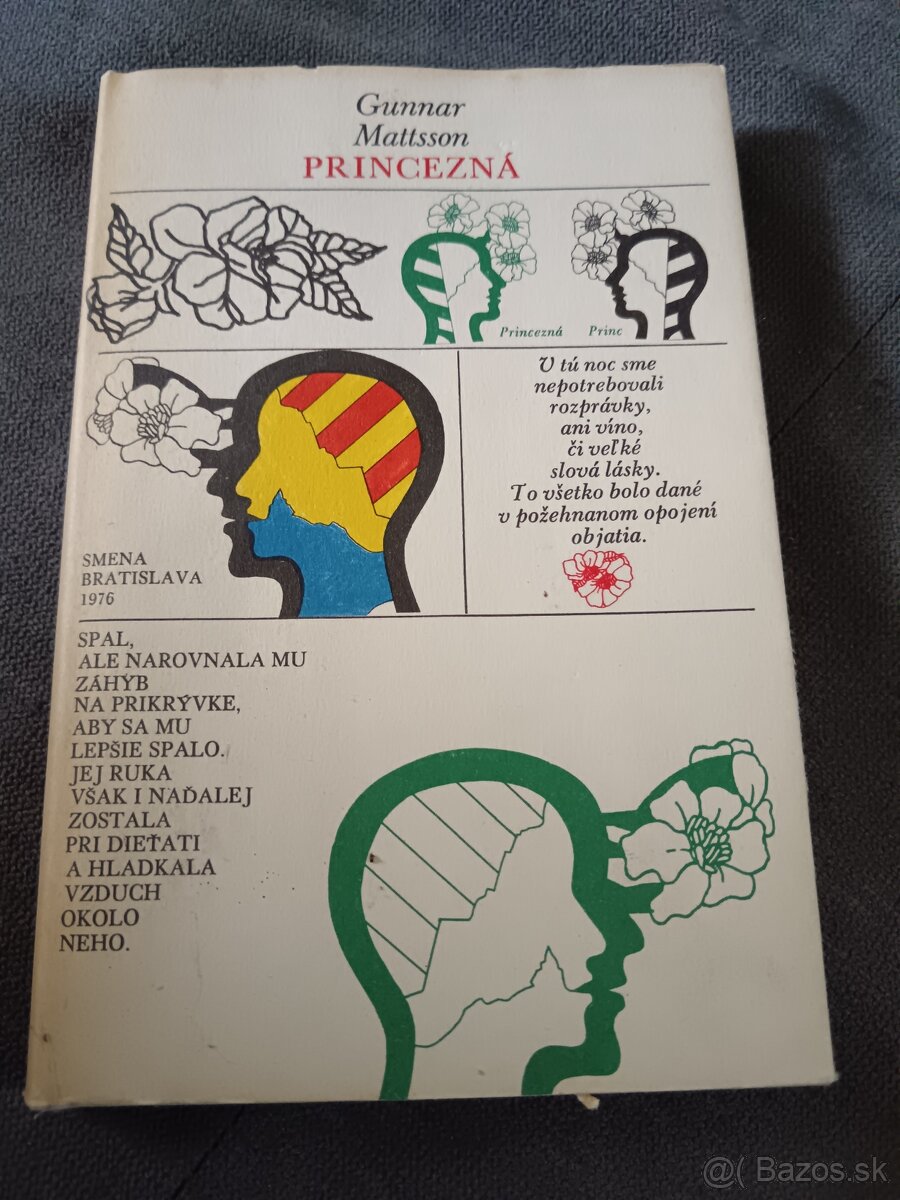 Gunnar
Mattsson
PRINCEZNÁ
Princezná
Princ
V tú noc sme
nepotrebovali
rozprávky,
ani víno,
či veľké
slová lásky.
To všetko bolo dané
v požehnanom opojení
objatia.
SMENA
BRATISLAVA
1976
SPAL,
ALE NAROVNALA MU
ZÁHYB
NA PRIKRÝVKE,
ABY SA MU
LEPŠIE SPALO.
JEJ RUKA
VŠAK I NAĎALEJ
ZOSTALA
PRI DIEŤATI
A HLADKALA
VZDUCH
OKOLO
NEHO.
@( Bazos.sk